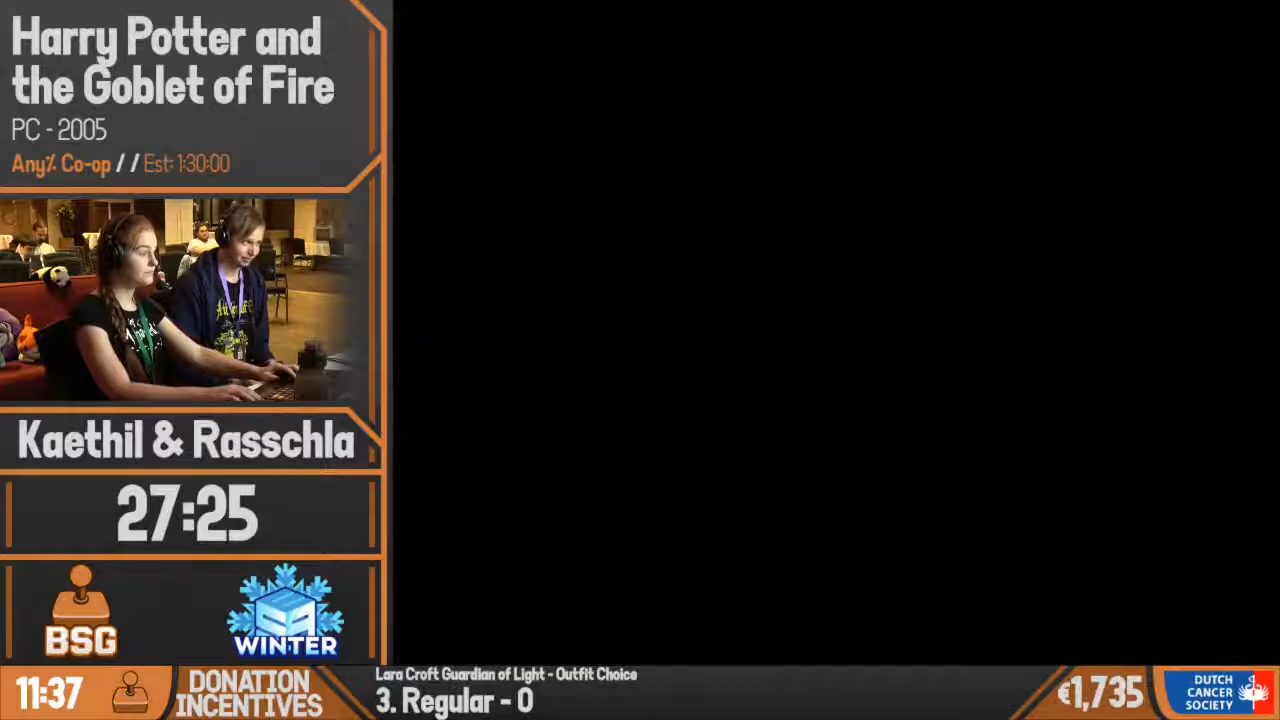 Harry Potter and
the Goblet of Fire
PC - 2005
Any% Co-op // Est: 1:30:00
Kaethil & Rasschla
27:25
BSG
WINTER
11:37
DONATION
INCENTIVES
Lara Croft Guardian of Light - Outfit Choice
3. Regular - 0
€1,735
DUTCH
CANCER
SOCIETY